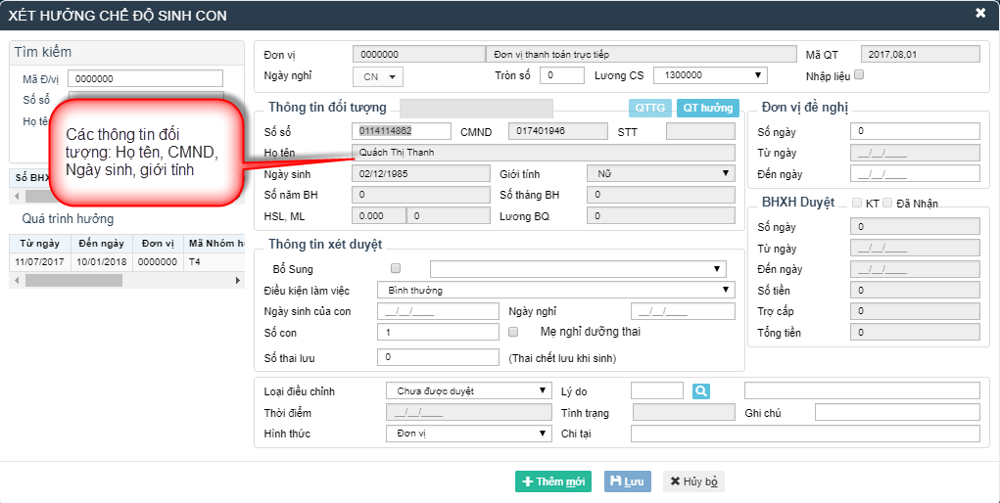 XÉT HƯỞNG CHẾ ĐỘ SINH CON
Tìm kiếm
Mã Đ/vị 0000000
Số sổ
Họ tên
Các thông tin đối
tượng: Họ tên, CMND,
Ngày sinh, giới tính
Số BHX
Quá trình hưởng
Từ ngày Đến ngày Đơn vị Mã Nhóm h
11/07/2017 10/01/2018 0000000 T4
Đơn vị 0000000 Đơn vị thanh toán trực tiếp Mã QT 2017,08,01
Ngày nghỉ CN Tròn số 0 Lương CS 1300000 Nhập liệu
Thông tin đối tượng QTTG QT hưởng
Số sổ 0114114862 CMND 017401946 STT
Họ tên Quách Thị Thanh
Ngày sinh 02/12/1985 Giới tính Nữ
Số năm BH 0 Số tháng BH 0
HSL, ML 0.000 0 Lương BQ 0
Thông tin xét duyệt
Bổ Sung
Điều kiện làm việc Bình thường
Ngày sinh của con __/__/____ Ngày nghỉ __/__/____
Số con 1 Mẹ nghỉ dưỡng thai
Số thai lưu 0 (Thai chết lưu khi sinh)
Đơn vị đề nghị
Số ngày 0
Từ ngày __/__/____
Đến ngày __/__/____
BHXH Duyệt KT Đã Nhận
Số ngày 0
Từ ngày __/__/____
Đến ngày __/__/____
Số tiền 0
Trợ cấp 0
Tổng tiền 0
Loại điều chỉnh Chưa được duyệt Lý do
Thời điểm __/__/____ Tình trạng Ghi chú
Hình thức Đơn vị Chi tại
Thêm mới Lưu Hủy bỏ